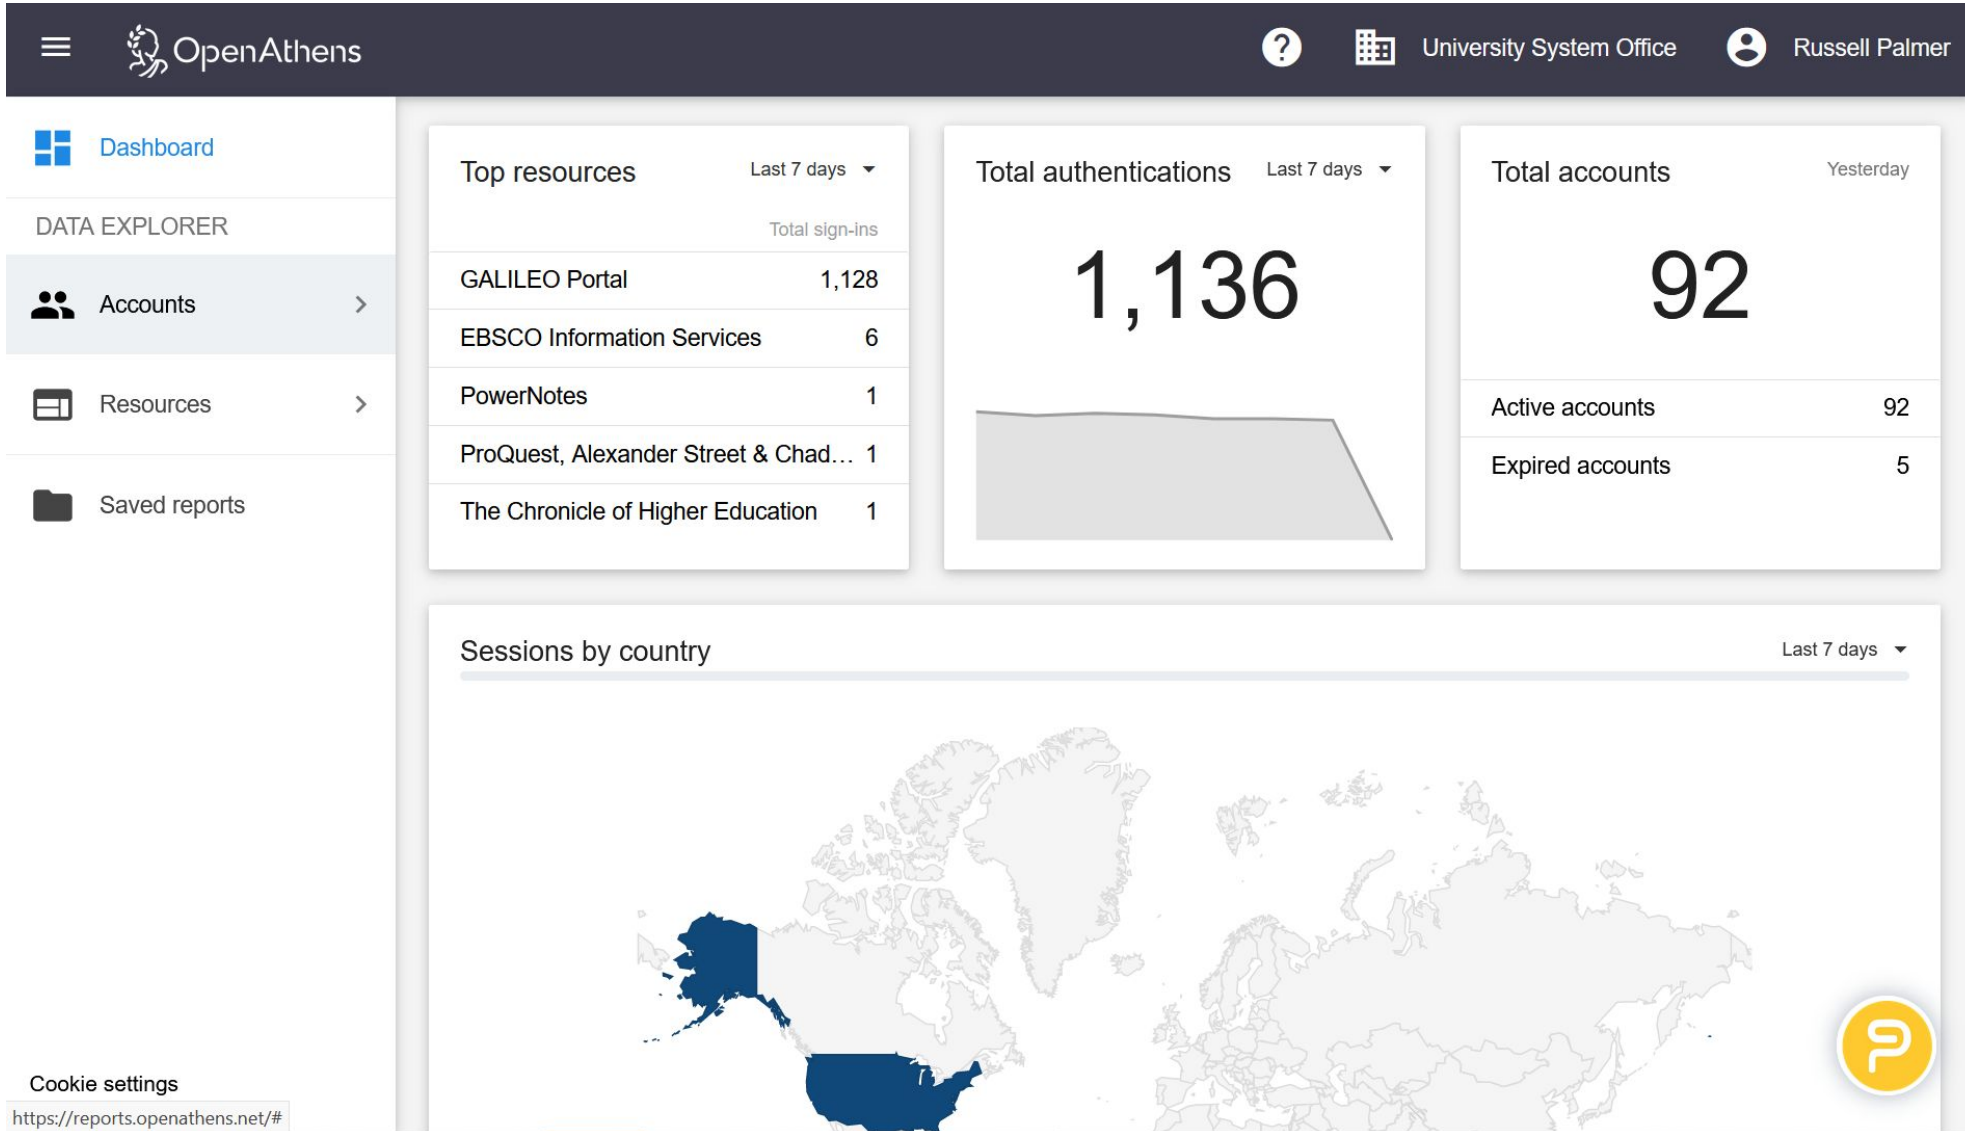 OpenAthens
University System Office
Russell Palmer
Dashboard
DATA EXPLORER
Accounts
Resources
Saved reports
Cookie settings
https://reports.openathens.net/#
Top resources Last 7 days
Total sign-ins
GALILEO Portal 1,128
EBSCO Information Services 6
PowerNotes 1
ProQuest, Alexander Street & Chad... 1
The Chronicle of Higher Education 1
Total authentications Last 7 days
1,136
Total accounts Yesterday
92
Active accounts 92
Expired accounts 5
Sessions by country Last 7 days